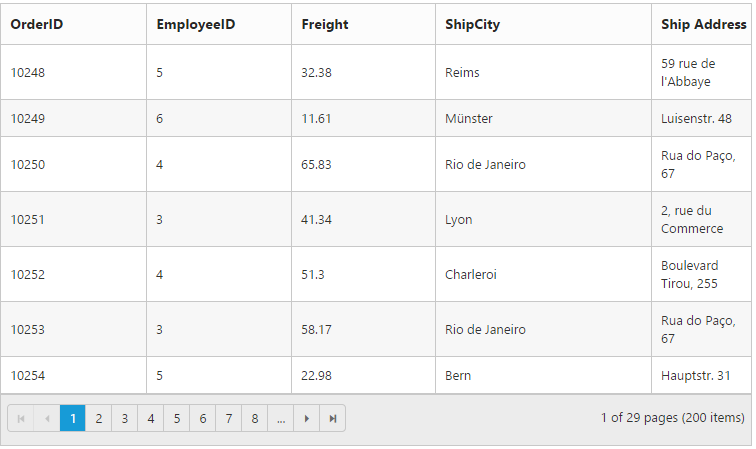 OrderID EmployeeID Freight ShipCity Ship Address
10248 5 32.38 Reims 59 rue de
l'Abbaye
10249 6 11.61 Münster Luisenstr. 48
10250 4 65.83 Rio de Janeiro Rua do Paço,
67
10251 3 41.34 Lyon 2, rue du
Commerce
10252 4 51.3 Charleroi Boulevard
Tirou, 255
10253 3 58.17 Rio de Janeiro Rua do Paço,
67
10254 5 22.98 Bern Hauptstr. 31
1 2 3 4 5 6 7 8 ... 1 of 29 pages (200 items)